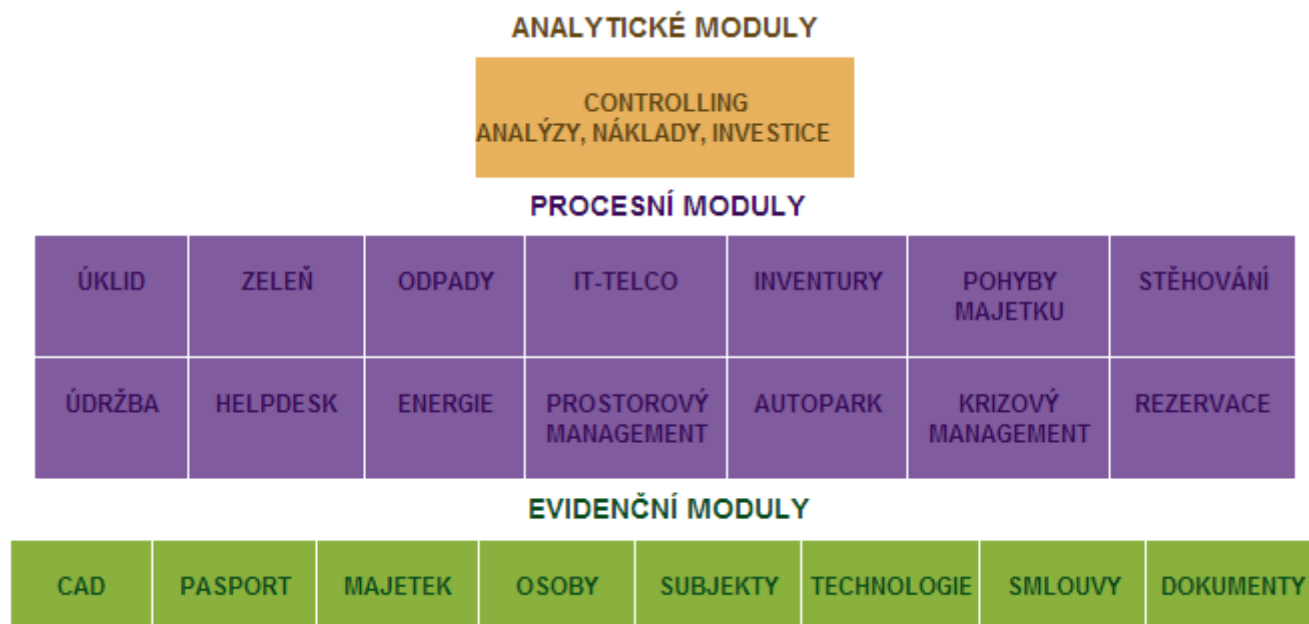 ANALYTICKÉ MODULY
CONTROLLING
ANALÝZY, NÁKLADY, INVESTICE
PROCESNÍ MODULY
ÚKLID ZELEŇ ODPADY IT-TELCO INVENTURY POHYBY MAJETKU STĚHOVÁNÍ
ÚDRŽBA HELPDESK ENERGIE PROSTOROVÝ MANAGEMENT AUTOPARK KRIZOVÝ MANAGEMENT REZERVACE
EVIDENČNÍ MODULY
CAD PASPORT MAJETEK OSOBY SUBJEKTY TECHNOLOGIE SMLOUVY DOKUMENTY